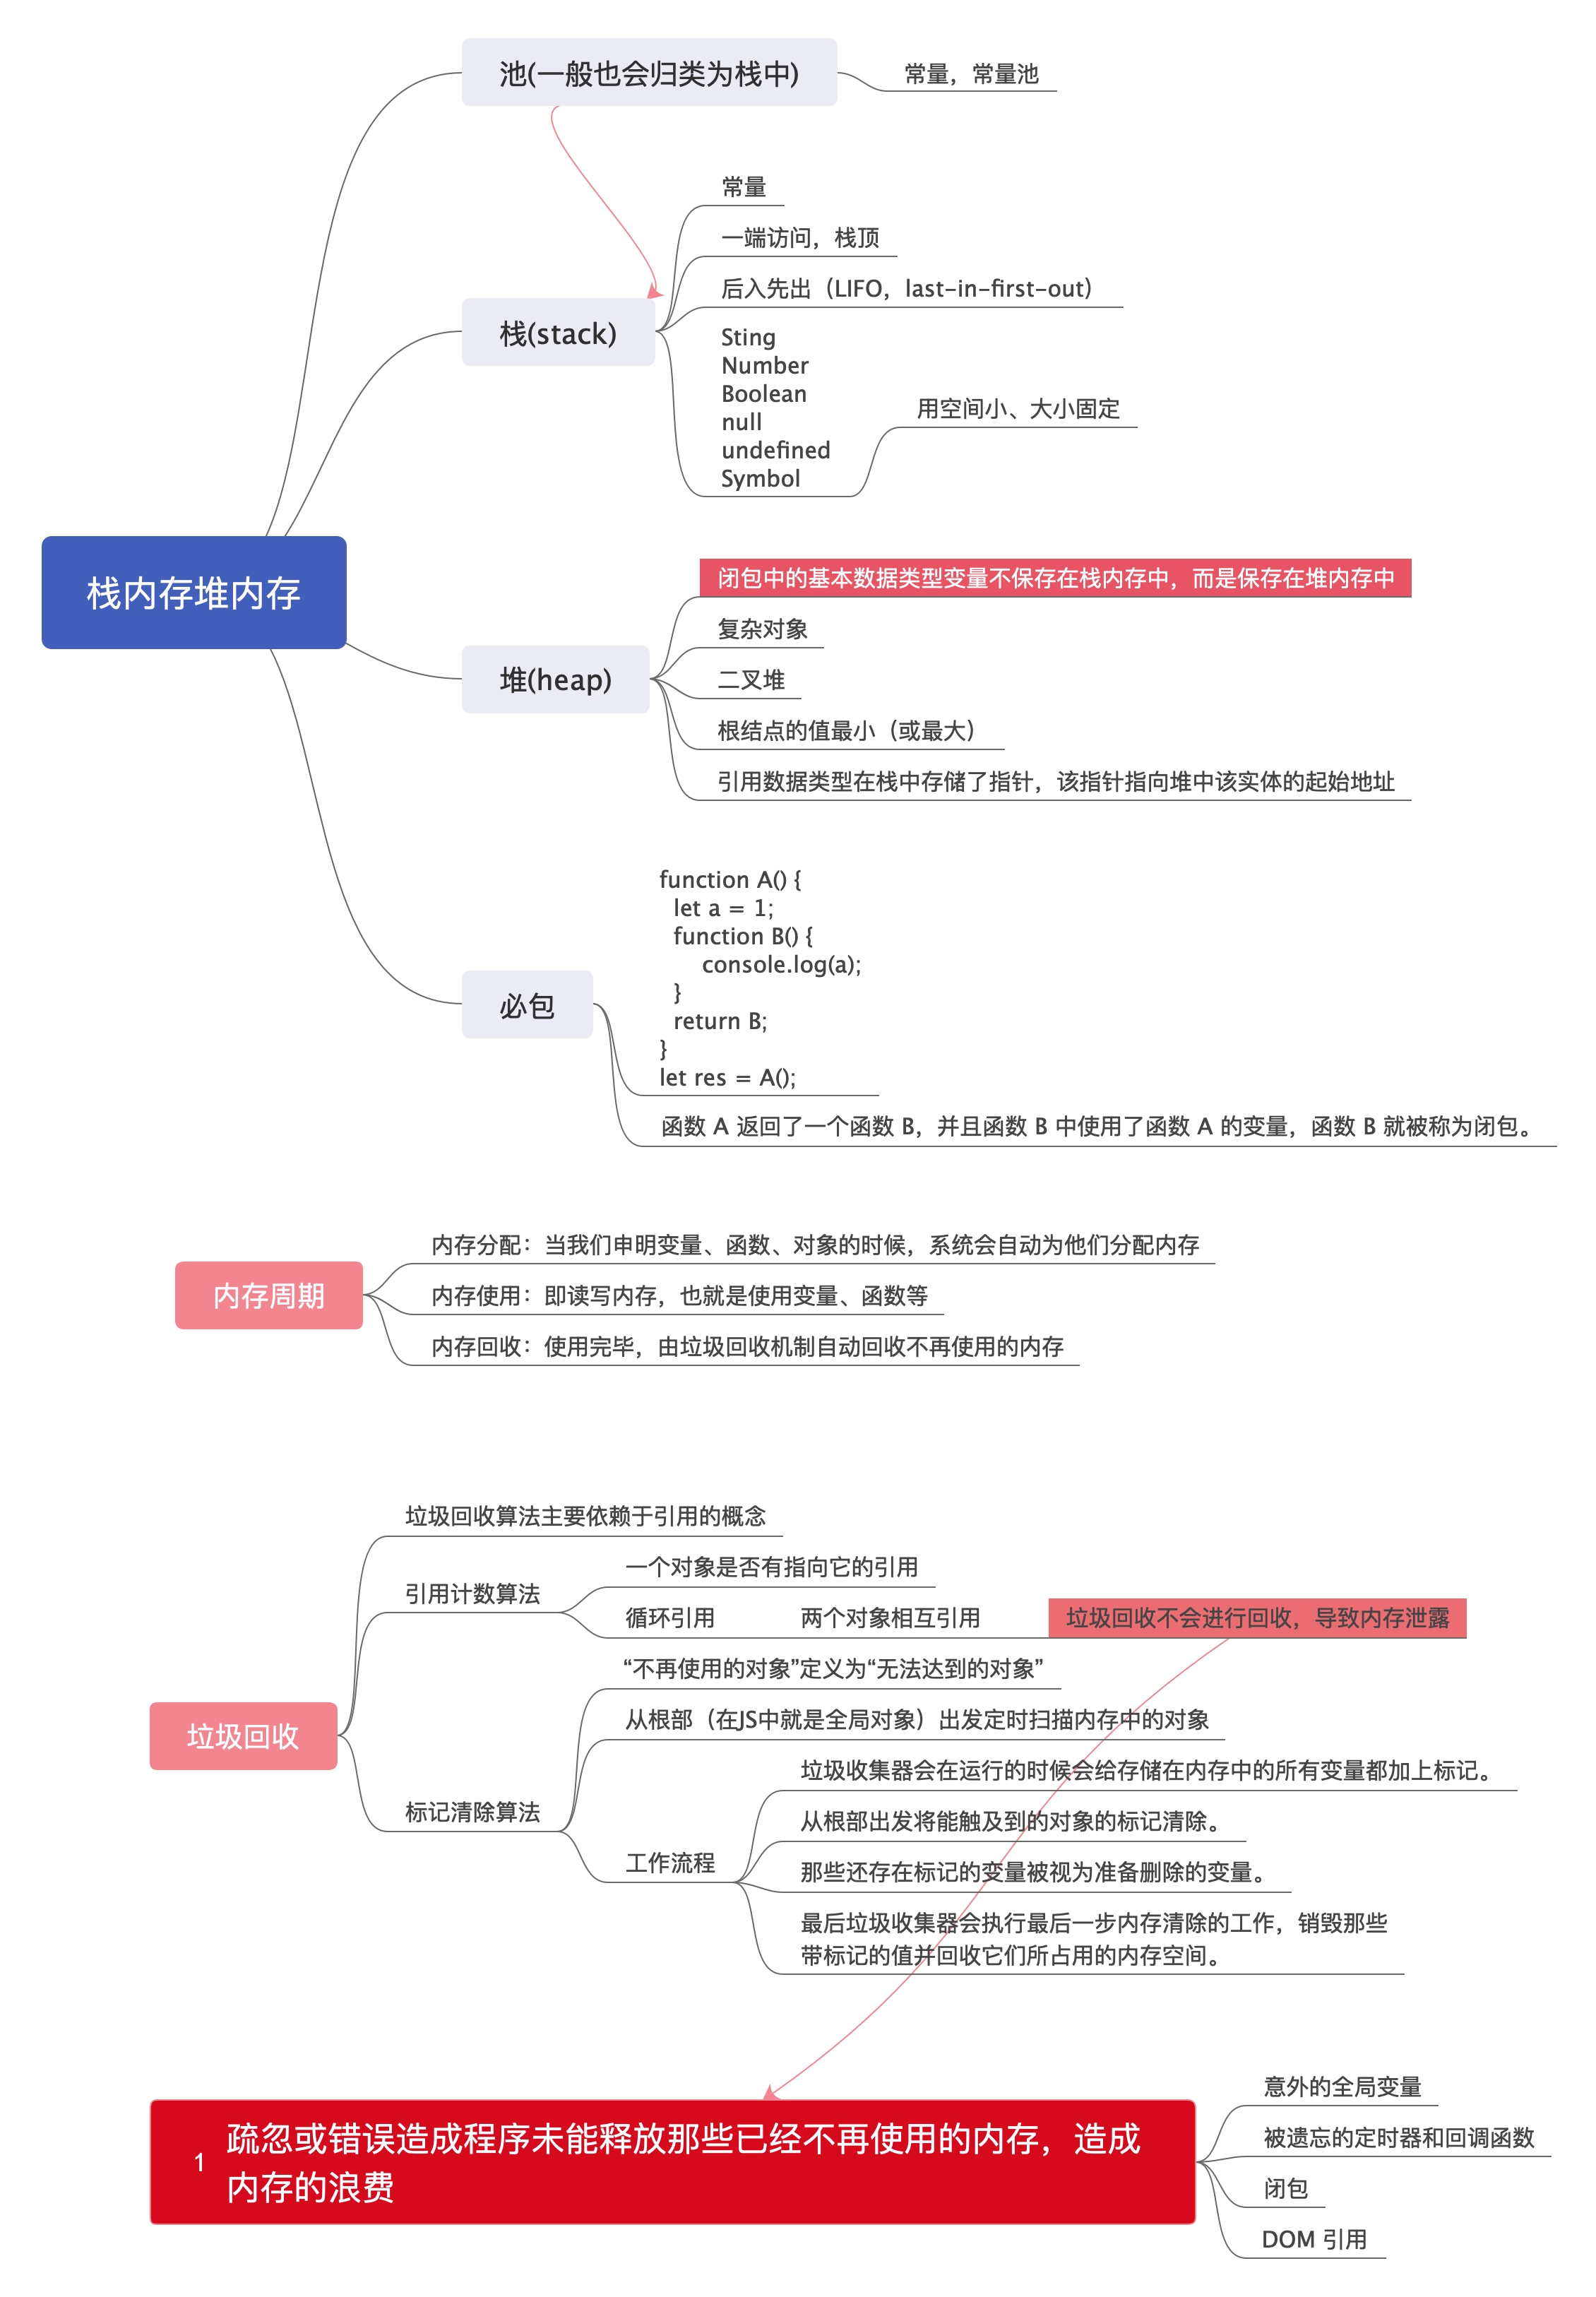 池(一般也会归类为栈中)
常量，常量池
常量
一端访问，栈顶
后入先出（LIFO，last-in-first-out）
栈(stack)
Sting
Number
Boolean
null
undefined
Symbol
用空间小、大小固定
栈内存堆内存
闭包中的基本数据类型变量不保存在栈内存中，而是保存在堆内存中
复杂对象
堆(heap)
二叉堆
根结点的值最小（或最大）
引用数据类型在栈中存储了指针，该指针指向堆中该实体的起始地址
必包
function A() {
let a = 1;
function B() {
console.log(a);
}
return B;
}
let res = A();
函数 A 返回了一个函数 B，并且函数 B 中使用了函数 A 的变量，函数 B 就被称为闭包。
内存周期
内存分配：当我们申明变量、函数、对象的时候，系统会自动为他们分配内存
内存使用：即读写内存，也就是使用变量、函数等
内存回收：使用完毕，由垃圾回收机制自动回收不再使用的内存
垃圾回收
垃圾回收算法主要依赖于引用的概念
引用计数算法
一个对象是否有指向它的引用
循环引用
两个对象相互引用
垃圾回收不会进行回收，导致内存泄露
标记清除算法
“不再使用的对象”定义为“无法达到的对象”
从根部（在JS中就是全局对象）出发定时扫描内存中的对象
工作流程
垃圾收集器会在运行的时候会给存储在内存中的所有变量都加上标记。
从根部出发将能触及到的对象的标记清除。
那些还存在标记的变量被视为准备删除的变量。
最后垃圾收集器会执行最后一步内存清除的工作，销毁那些
带标记的值并回收它们所占用的内存空间。
1
疏忽或错误造成程序未能释放那些已经不再使用的内存，造成
内存的浪费
意外的全局变量
被遗忘的定时器和回调函数
闭包
DOM 引用